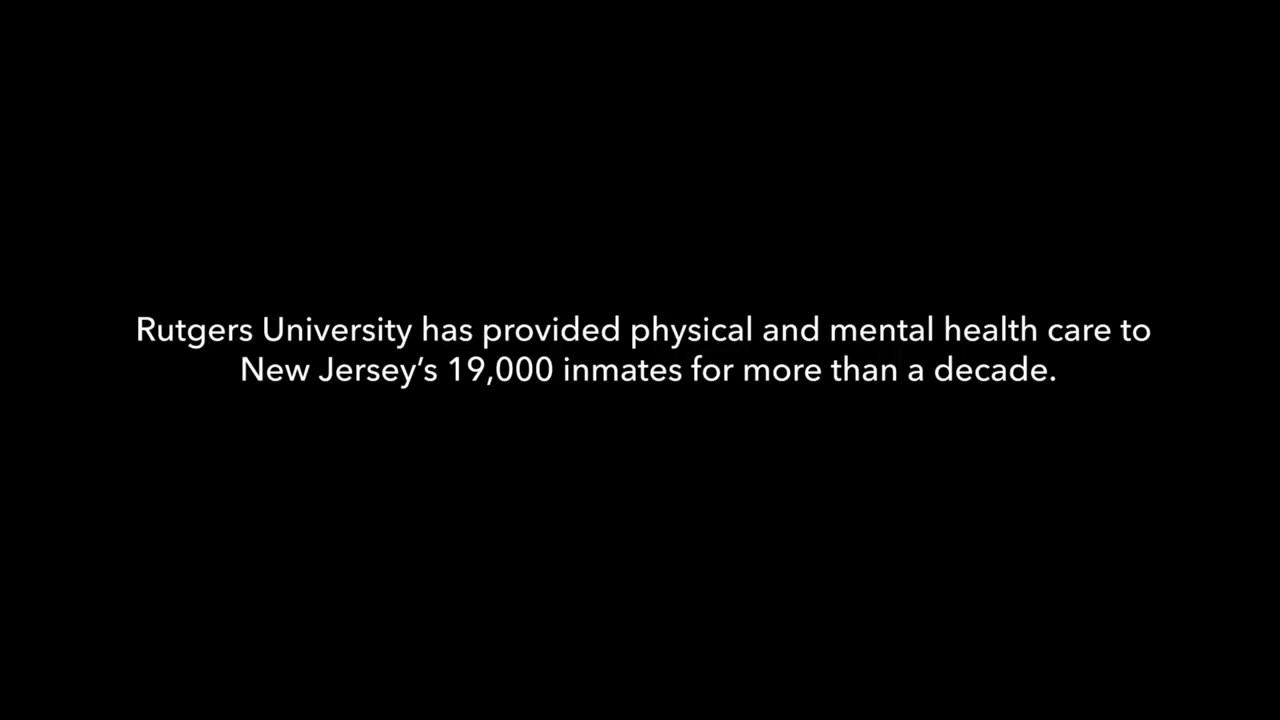 Rutgers University has provided physical and mental health care to
New Jersey’s 19,000 inmates for more than a decade.